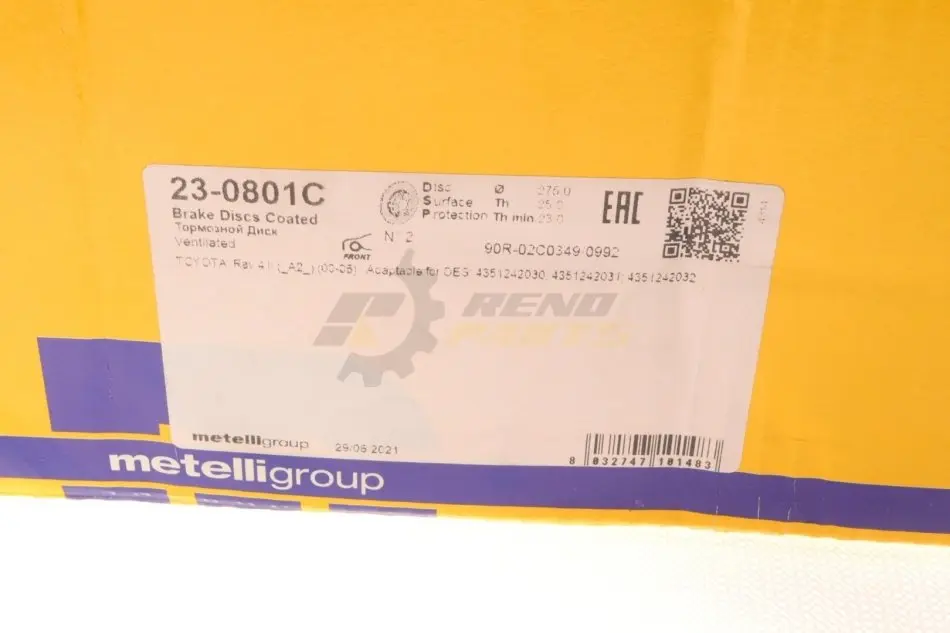 23-0801C
Brake Discs Coated
Тормозной Диск
Ventilated
FRONT
N° 2
Disc Ø 275.0
Surface Th 25.0
Protection Th min. 23.0
EAC
90R-02C0349/0992
TOYOTA: Rav 4 II (_A2_) (00-05) Adaptable for OES: 4351242030; 4351242031; 4351242032
RENO
PARTS
metelligroup
29/06/2021
8 032747 101483
metelligroup